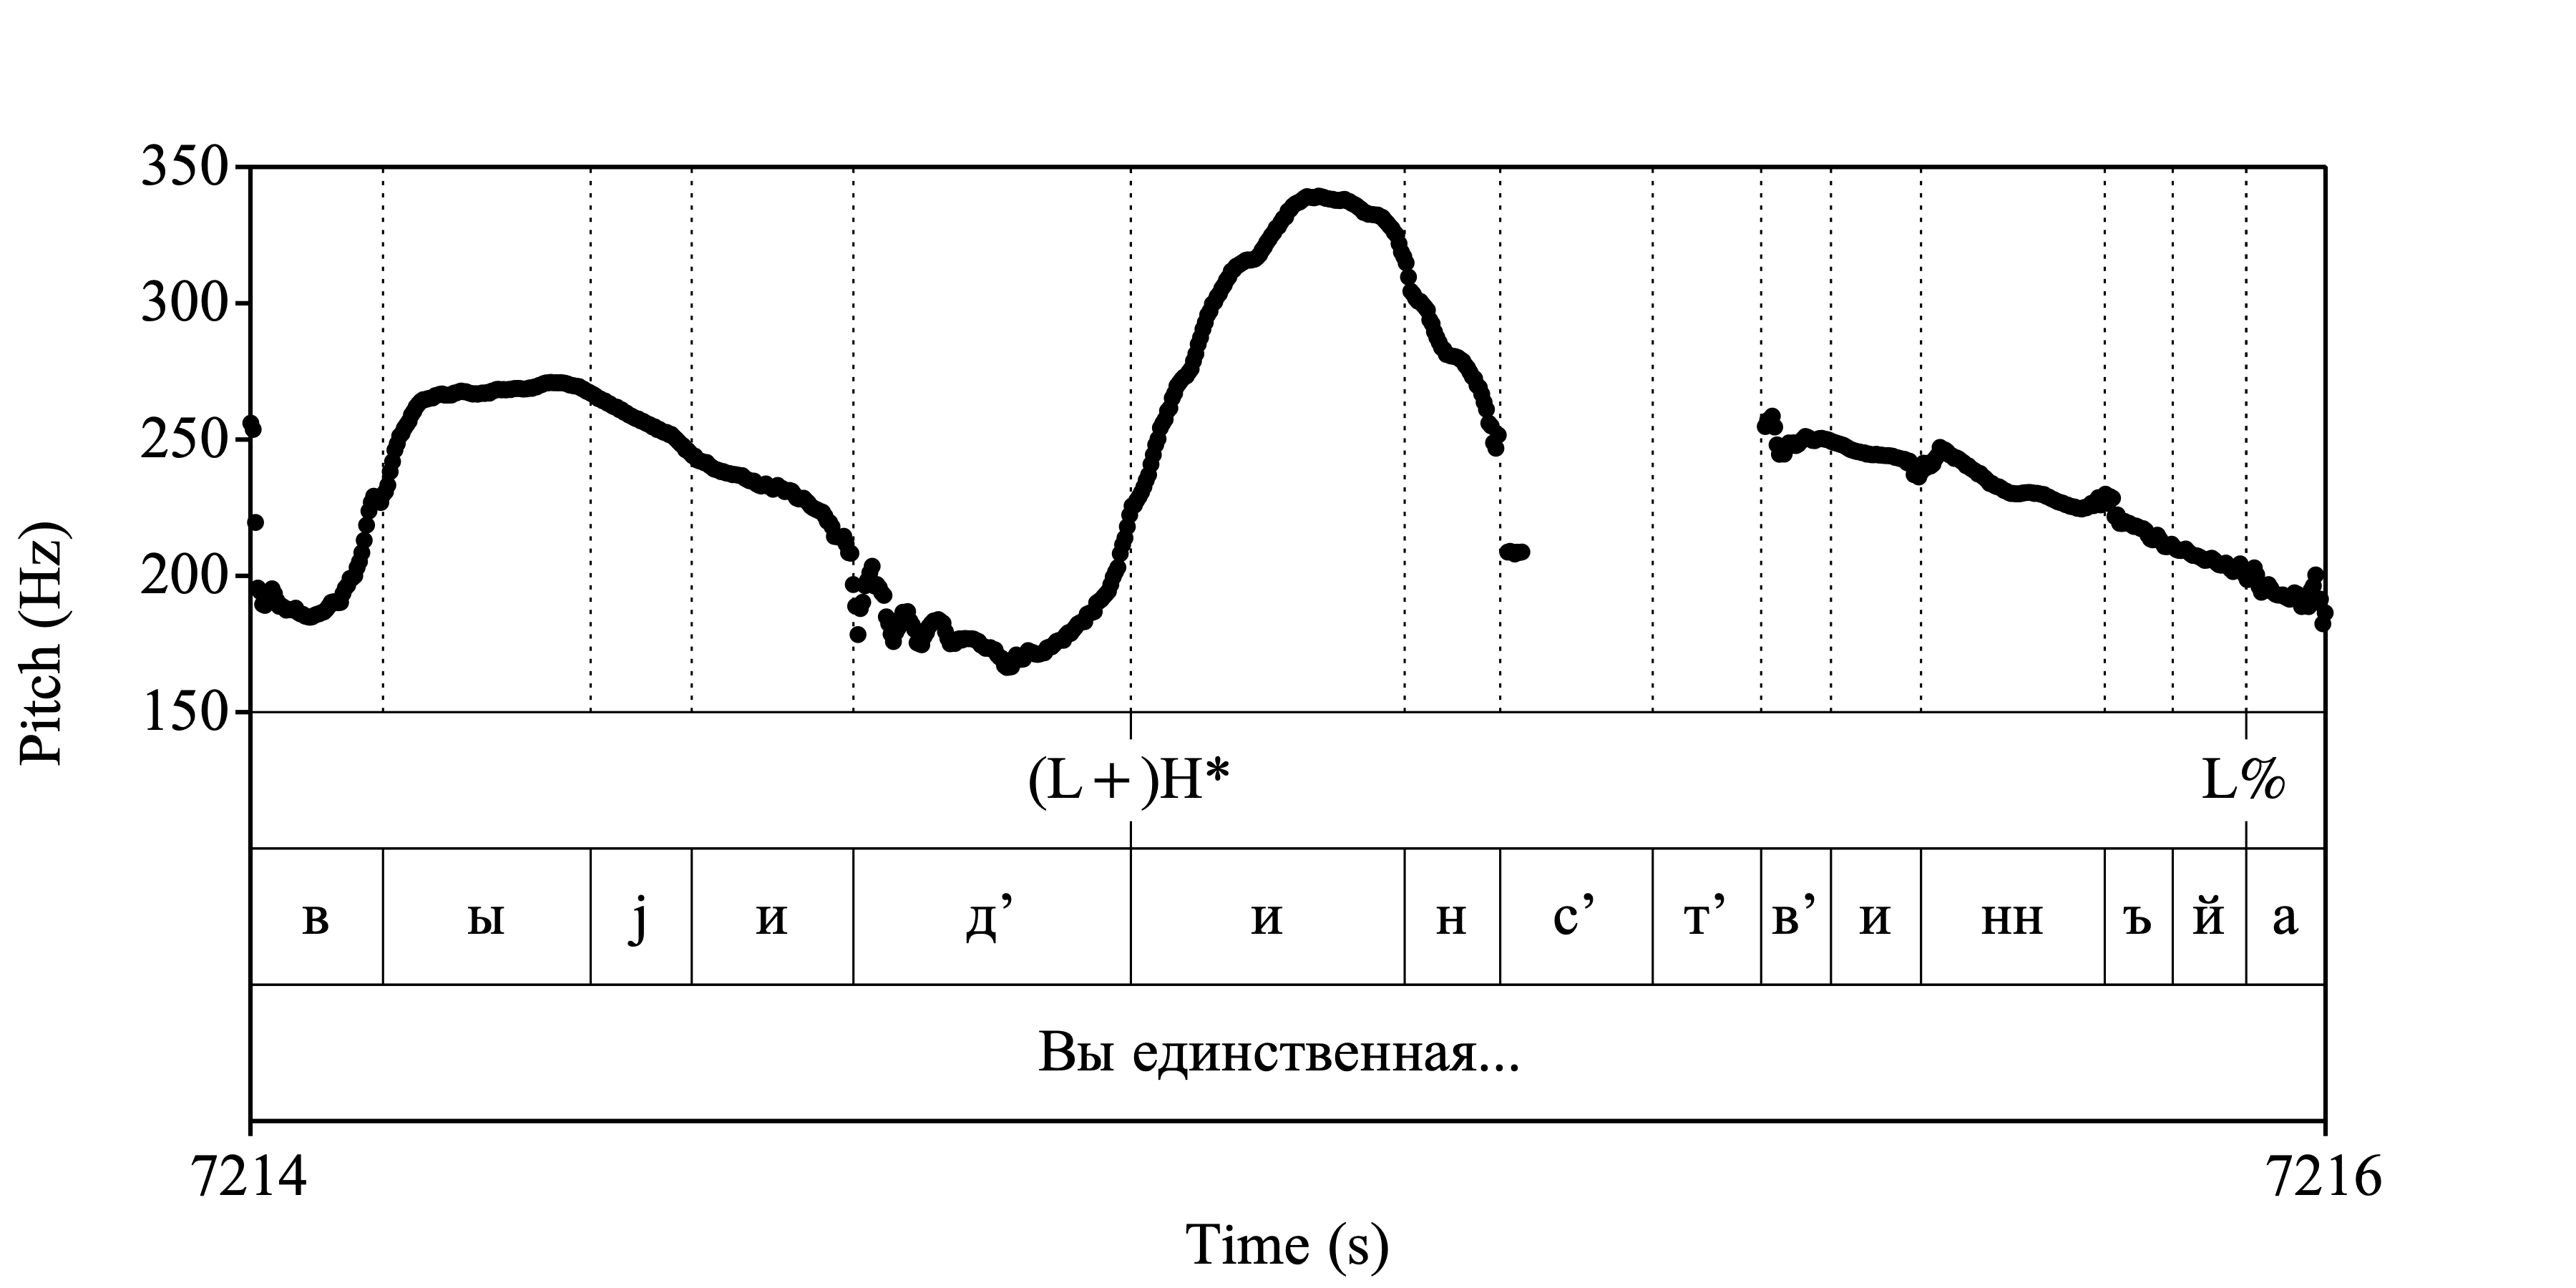 350
300
250
200
150
Pitch (Hz)
(L+)H* L%
в ы j и д’ и н с’ т’ в’ и нн ъ й а
Вы единственная...
7214 7216
Time (s)